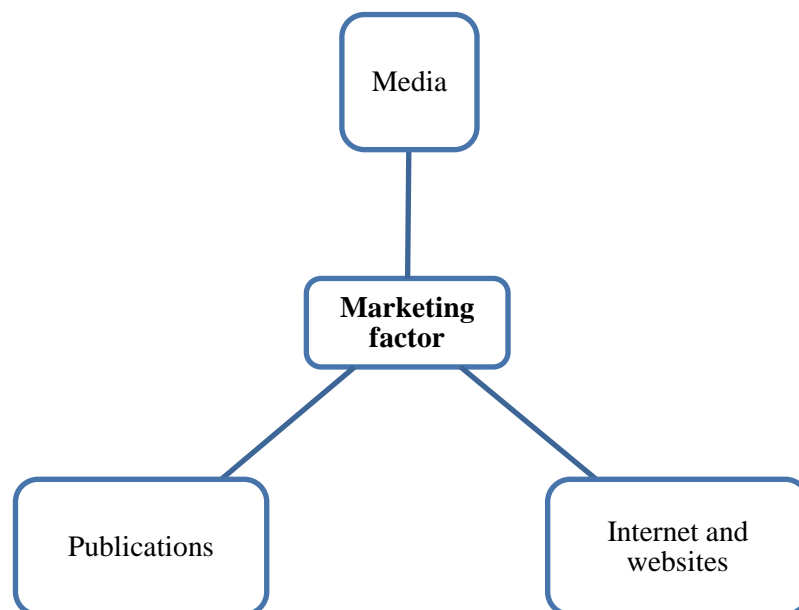 Media
Marketing
factor
Publications
Internet and
websites